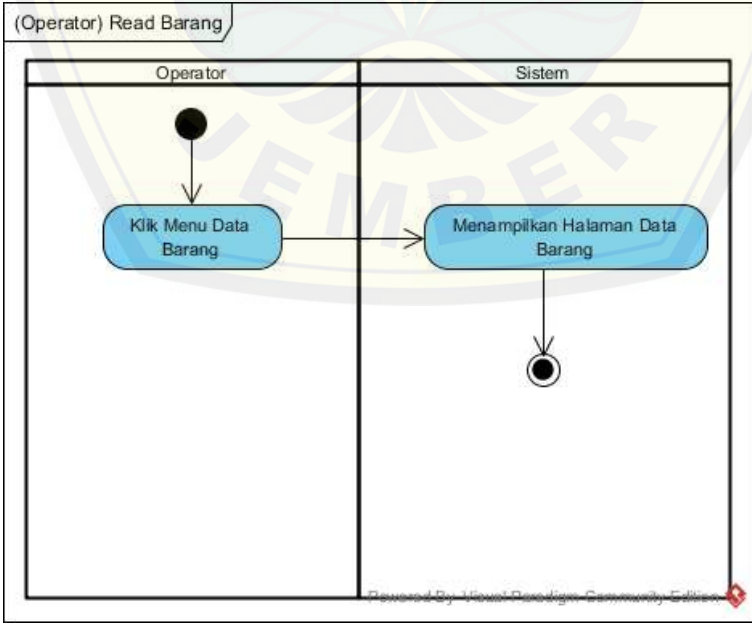 (Operator) Read Barang
Operator
Sistem
JEMBER
Klik Menu Data
Barang
Menampilkan Halaman Data
Barang
Powered By Visual Paradigm Community Edition